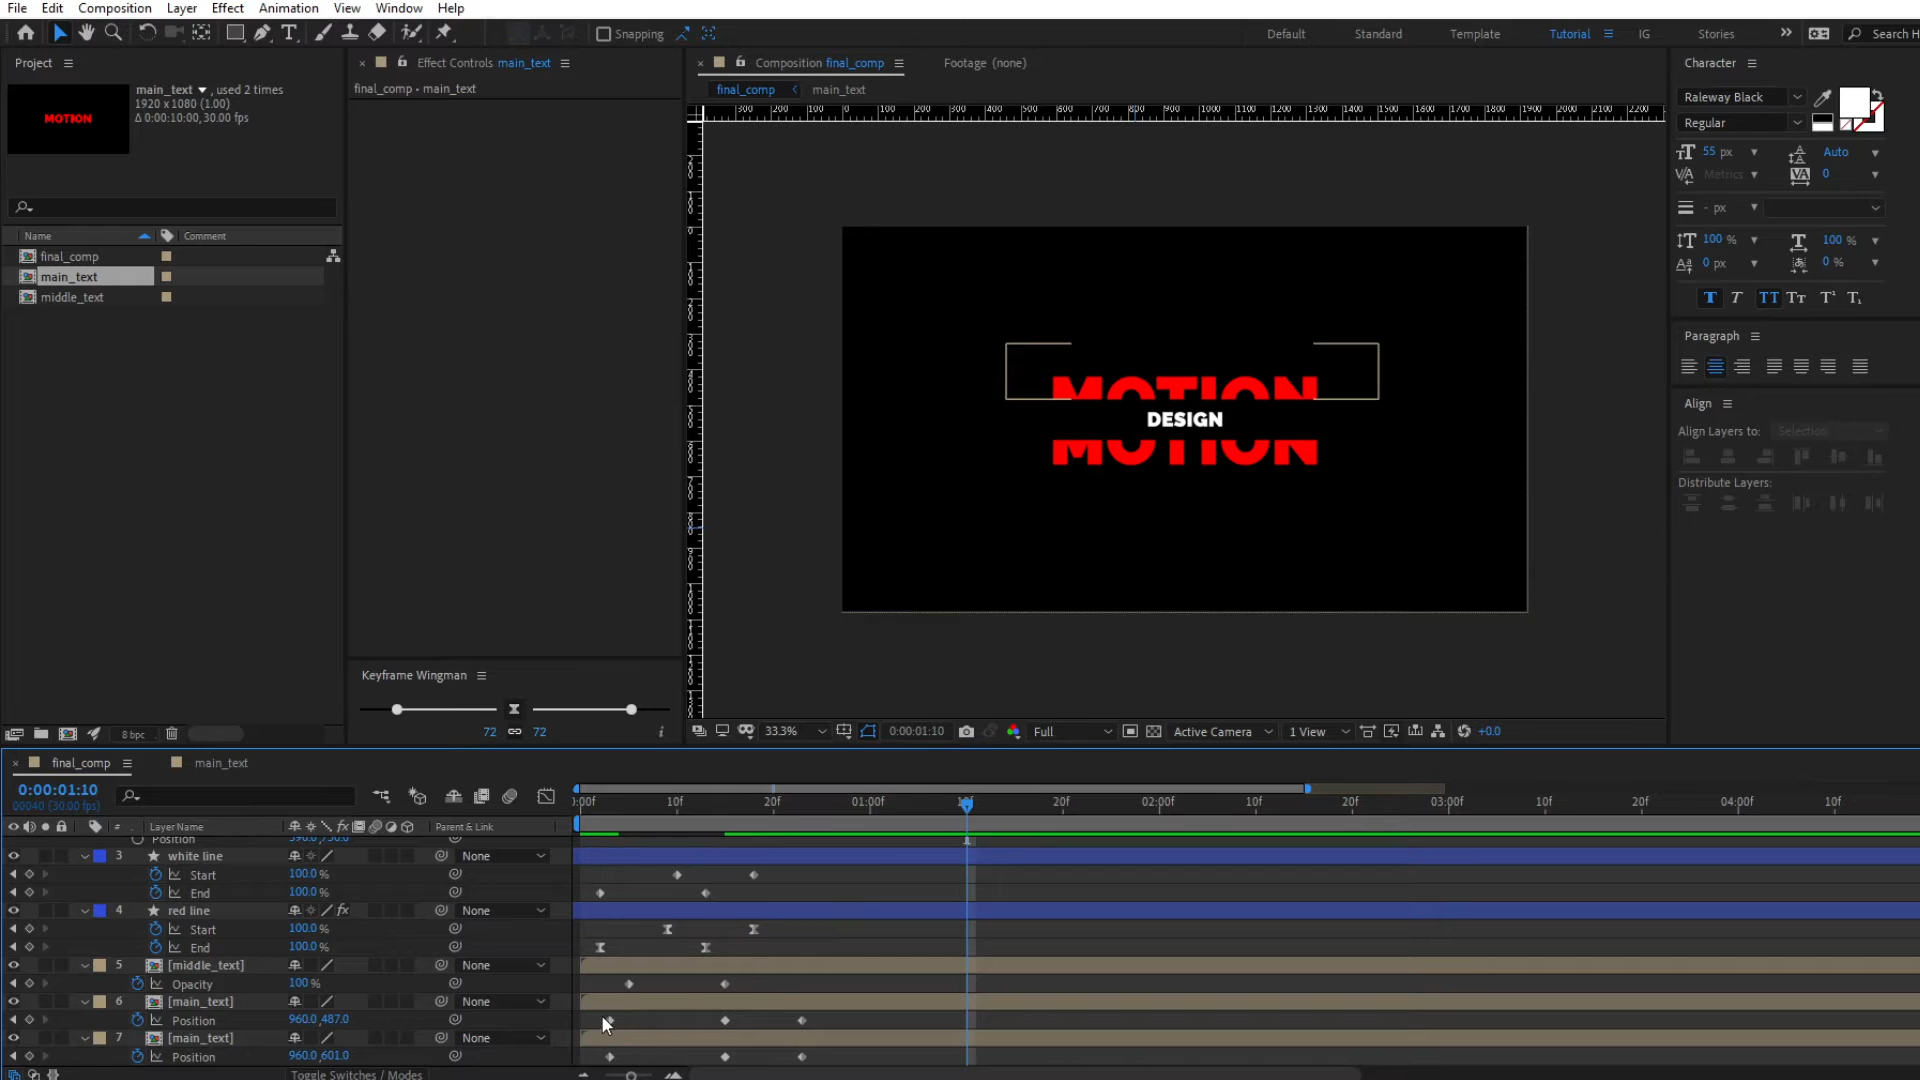 File Edit Composition Layer Effect Animation View Window Help
Snapping Default Standard Template Tutorial IG Stories Search H
Project
main_text , used 2 times
1920 x 1080 (1.00)
Δ 0:00:10:00, 30.00 fps
MOTION
Name Comment
final_comp
main_text
middle_text
8 bpc
Effect Controls main_text
final_comp • main_text
Keyframe Wingman
72 72
Composition final_comp Footage (none)
final_comp main_text
MOTION
DESIGN
MOTION
33.3% 0:00:01:10 Full Active Camera 1 View +0.0
Character
Raleway Black
Regular
55 px Auto
Metrics 0
- px
100 % 100 %
0 px 0 %
Paragraph
Align
Align Layers to: Selection
Distribute Layers:
final_comp main_text
0:00:01:10
00040 (30.00 fps)
:00f 10f 20f 01:00f 20f 02:00f 10f 20f 03:00f 10f 20f 04:00f 10f
# Layer Name Parent & Link
Position
3 white line None
Start 100.0 %
End 100.0 %
4 red line None
Start 100.0 %
End 100.0 %
5 [middle_text] None
Opacity 100 %
6 [main_text] None
Position 960.0,487.0
7 [main_text] None
Position 960.0,601.0
Toggle Switches / Modes